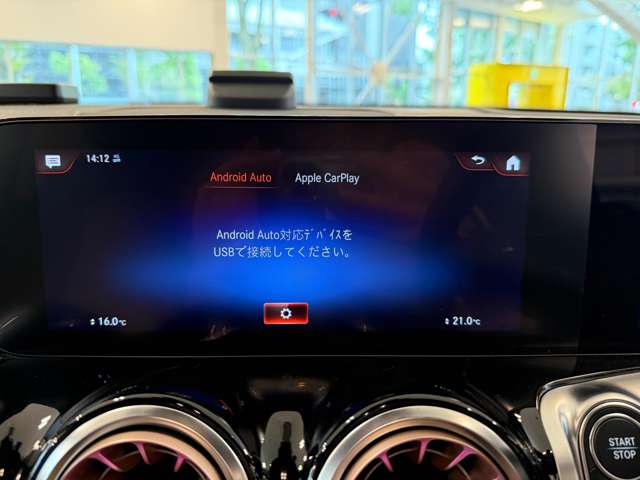 14:12
Android Auto
Apple CarPlay
Android Auto対応ﾃﾞﾊﾞｲｽを
USBで接続してください。
16.0℃
21.0℃
START
STOP